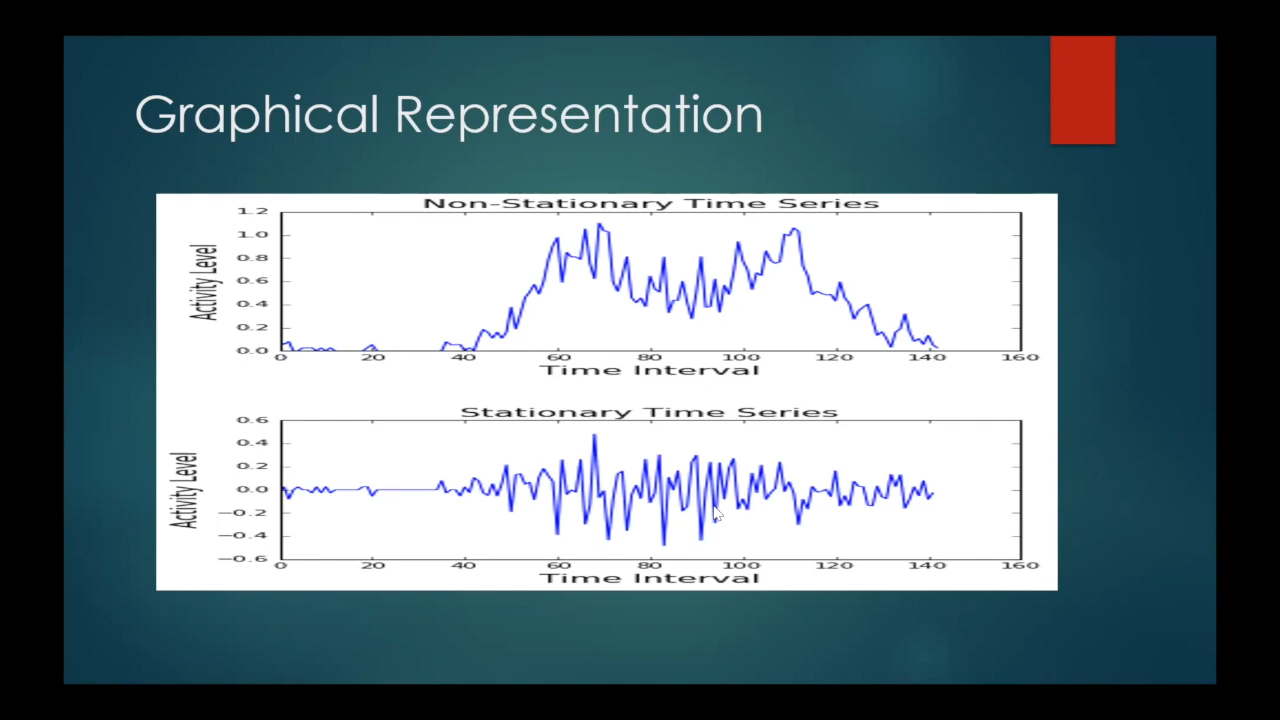 Graphical Representation
Non-Stationary Time Series
Activity Level
1.2
1.0
0.8
0.6
0.4
0.2
0.0
0 20 40 60 80 100 120 140 160
Time Interval
Stationary Time Series
Activity Level
0.6
0.4
0.2
0.0
−0.2
−0.4
−0.6
0 20 40 60 80 100 120 140 160
Time Interval